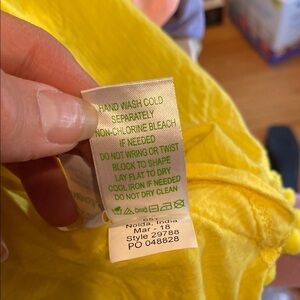 HAND WASH COLD
SEPARATELY
NON-CHLORINE BLEACH
IF NEEDED
DO NOT WRING OR TWIST
BLOCK TO SHAPE
LAY FLAT TO DRY
COOL IRON IF NEEDED
DO NOT DRY CLEAN
Noida, India
Mar - 18
Style 29788
PO 048828